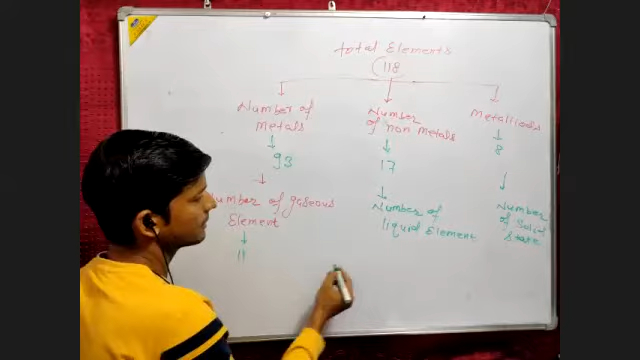 Total Elements
118
Number of
Metals
93
Number of gaseous
Element
11
Number
of non metals
17
Number of
liquid Element
Metalliods
8
Number
of Solid
State